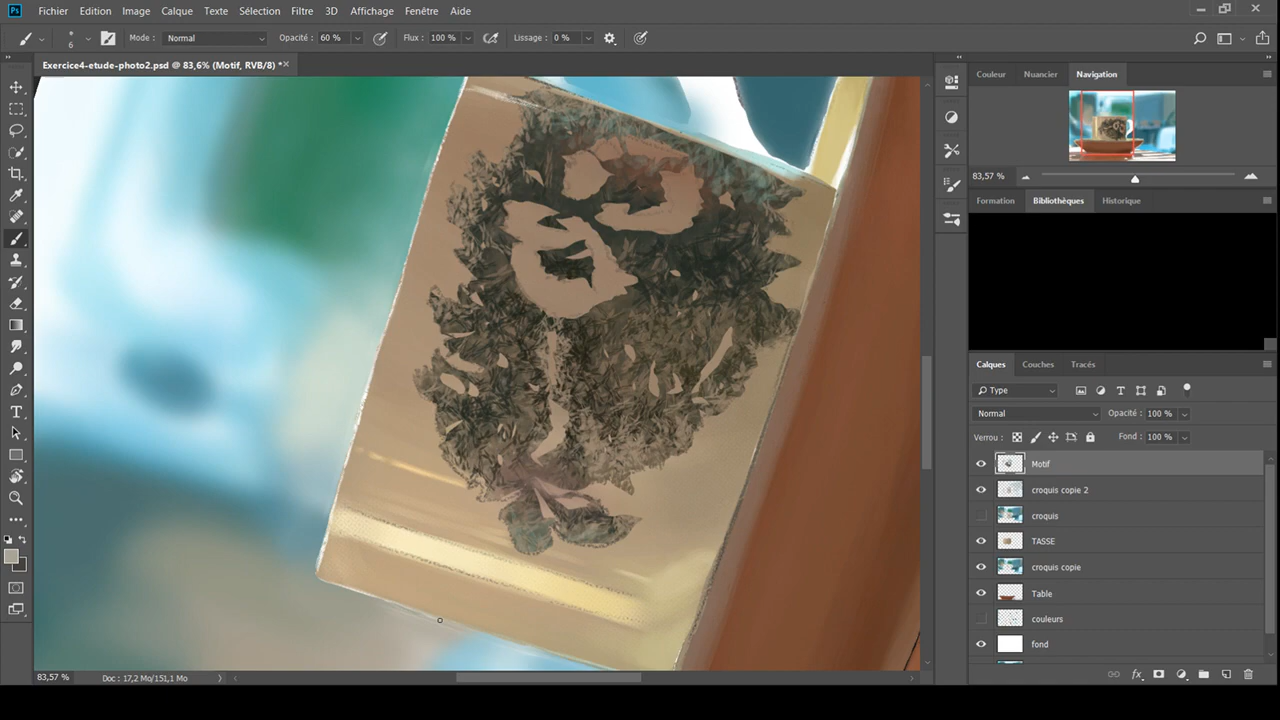 Ps Fichier Edition Image Calque Texte Sélection Filtre 3D Affichage Fenêtre Aide
6 Mode : Normal Opacité : 60 % Flux : 100 % Lissage : 0 %
Exercice4-etude-photo2.psd @ 83,6% (Motif, RVB/8) *
Couleur Nuancier Navigation
83,57 %
Formation Bibliothèques Historique
Calques Couches Tracés
Type
Normal Opacité : 100 %
Verrou : Fond : 100 %
Motif
croquis copie 2
croquis
TASSE
croquis copie
Table
couleurs
fond
83,57 % Doc : 17,2 Mo/151,1 Mo